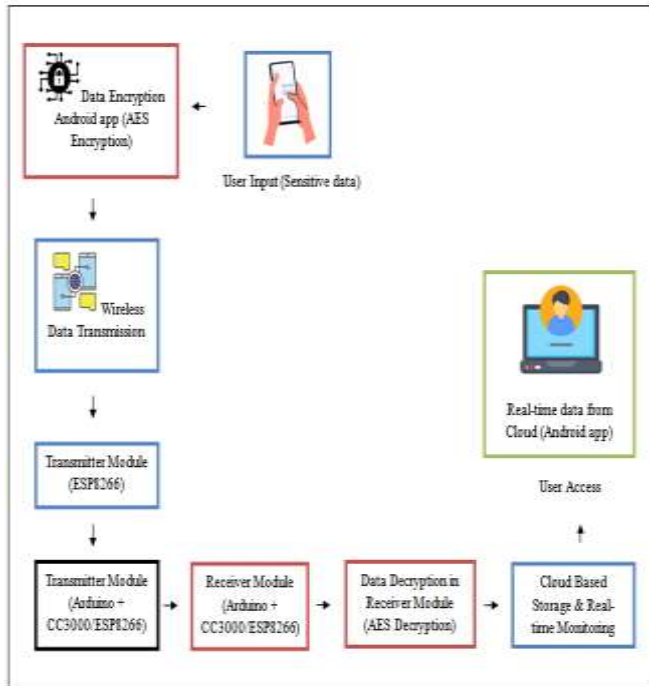 Data Encryption
Android app (AES
Encryption)
User Input (Sensitive data)
Wireless
Data Transmission
Real-time data from
Cloud (Android app)
User Access
Transmitter Module
(ESP8266)
Transmitter Module
(Arduino +
CC3000/ESP8266)
Receiver Module
(Arduino +
CC3000/ESP8266)
Data Decryption in
Receiver Module
(AES Decryption)
Cloud Based
Storage & Real-
time Monitoring